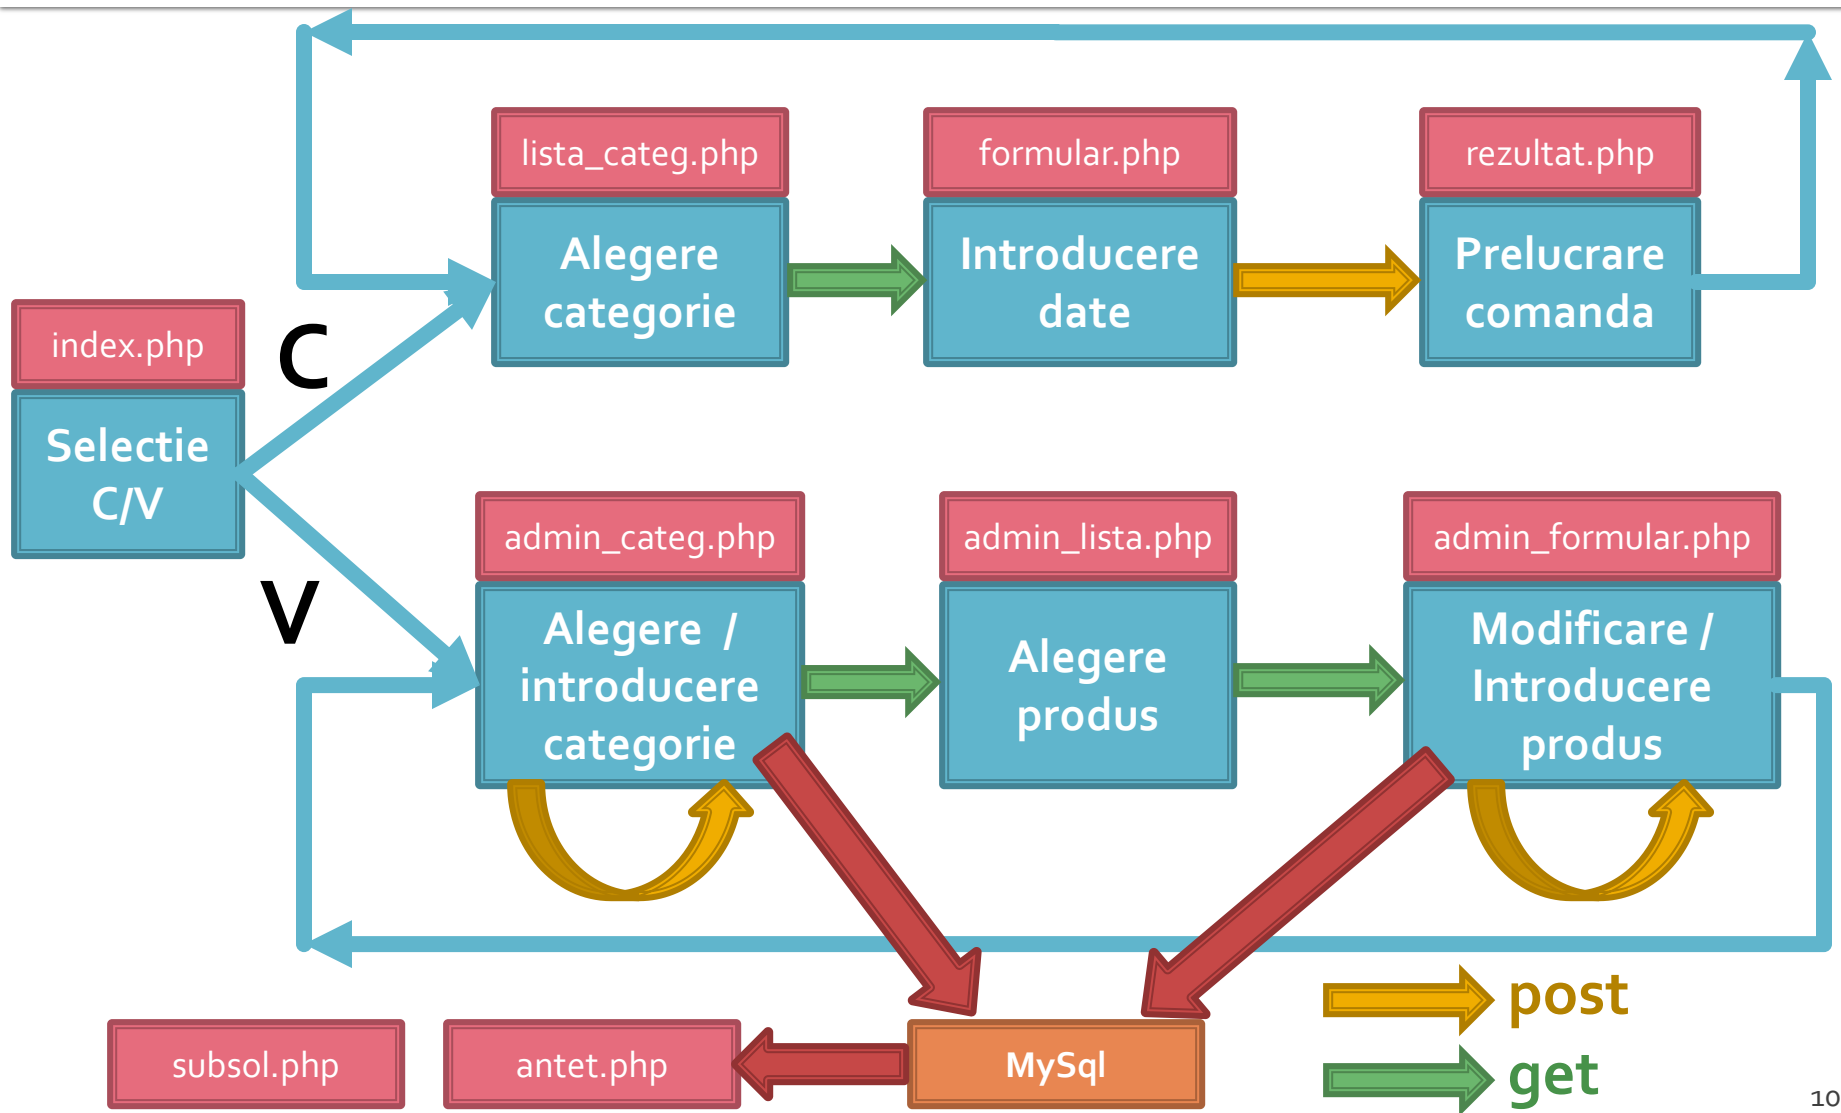 lista_categ.php
formular.php
rezultat.php
Alegere
categorie
Introducere
date
Prelucrare
comanda
index.php
C
Selectie
C/V
V
admin_categ.php
admin_lista.php
admin_formular.php
Alegere /
introducere
categorie
Alegere
produs
Modificare /
Introducere
produs
post
get
subsol.php
antet.php
MySql
10